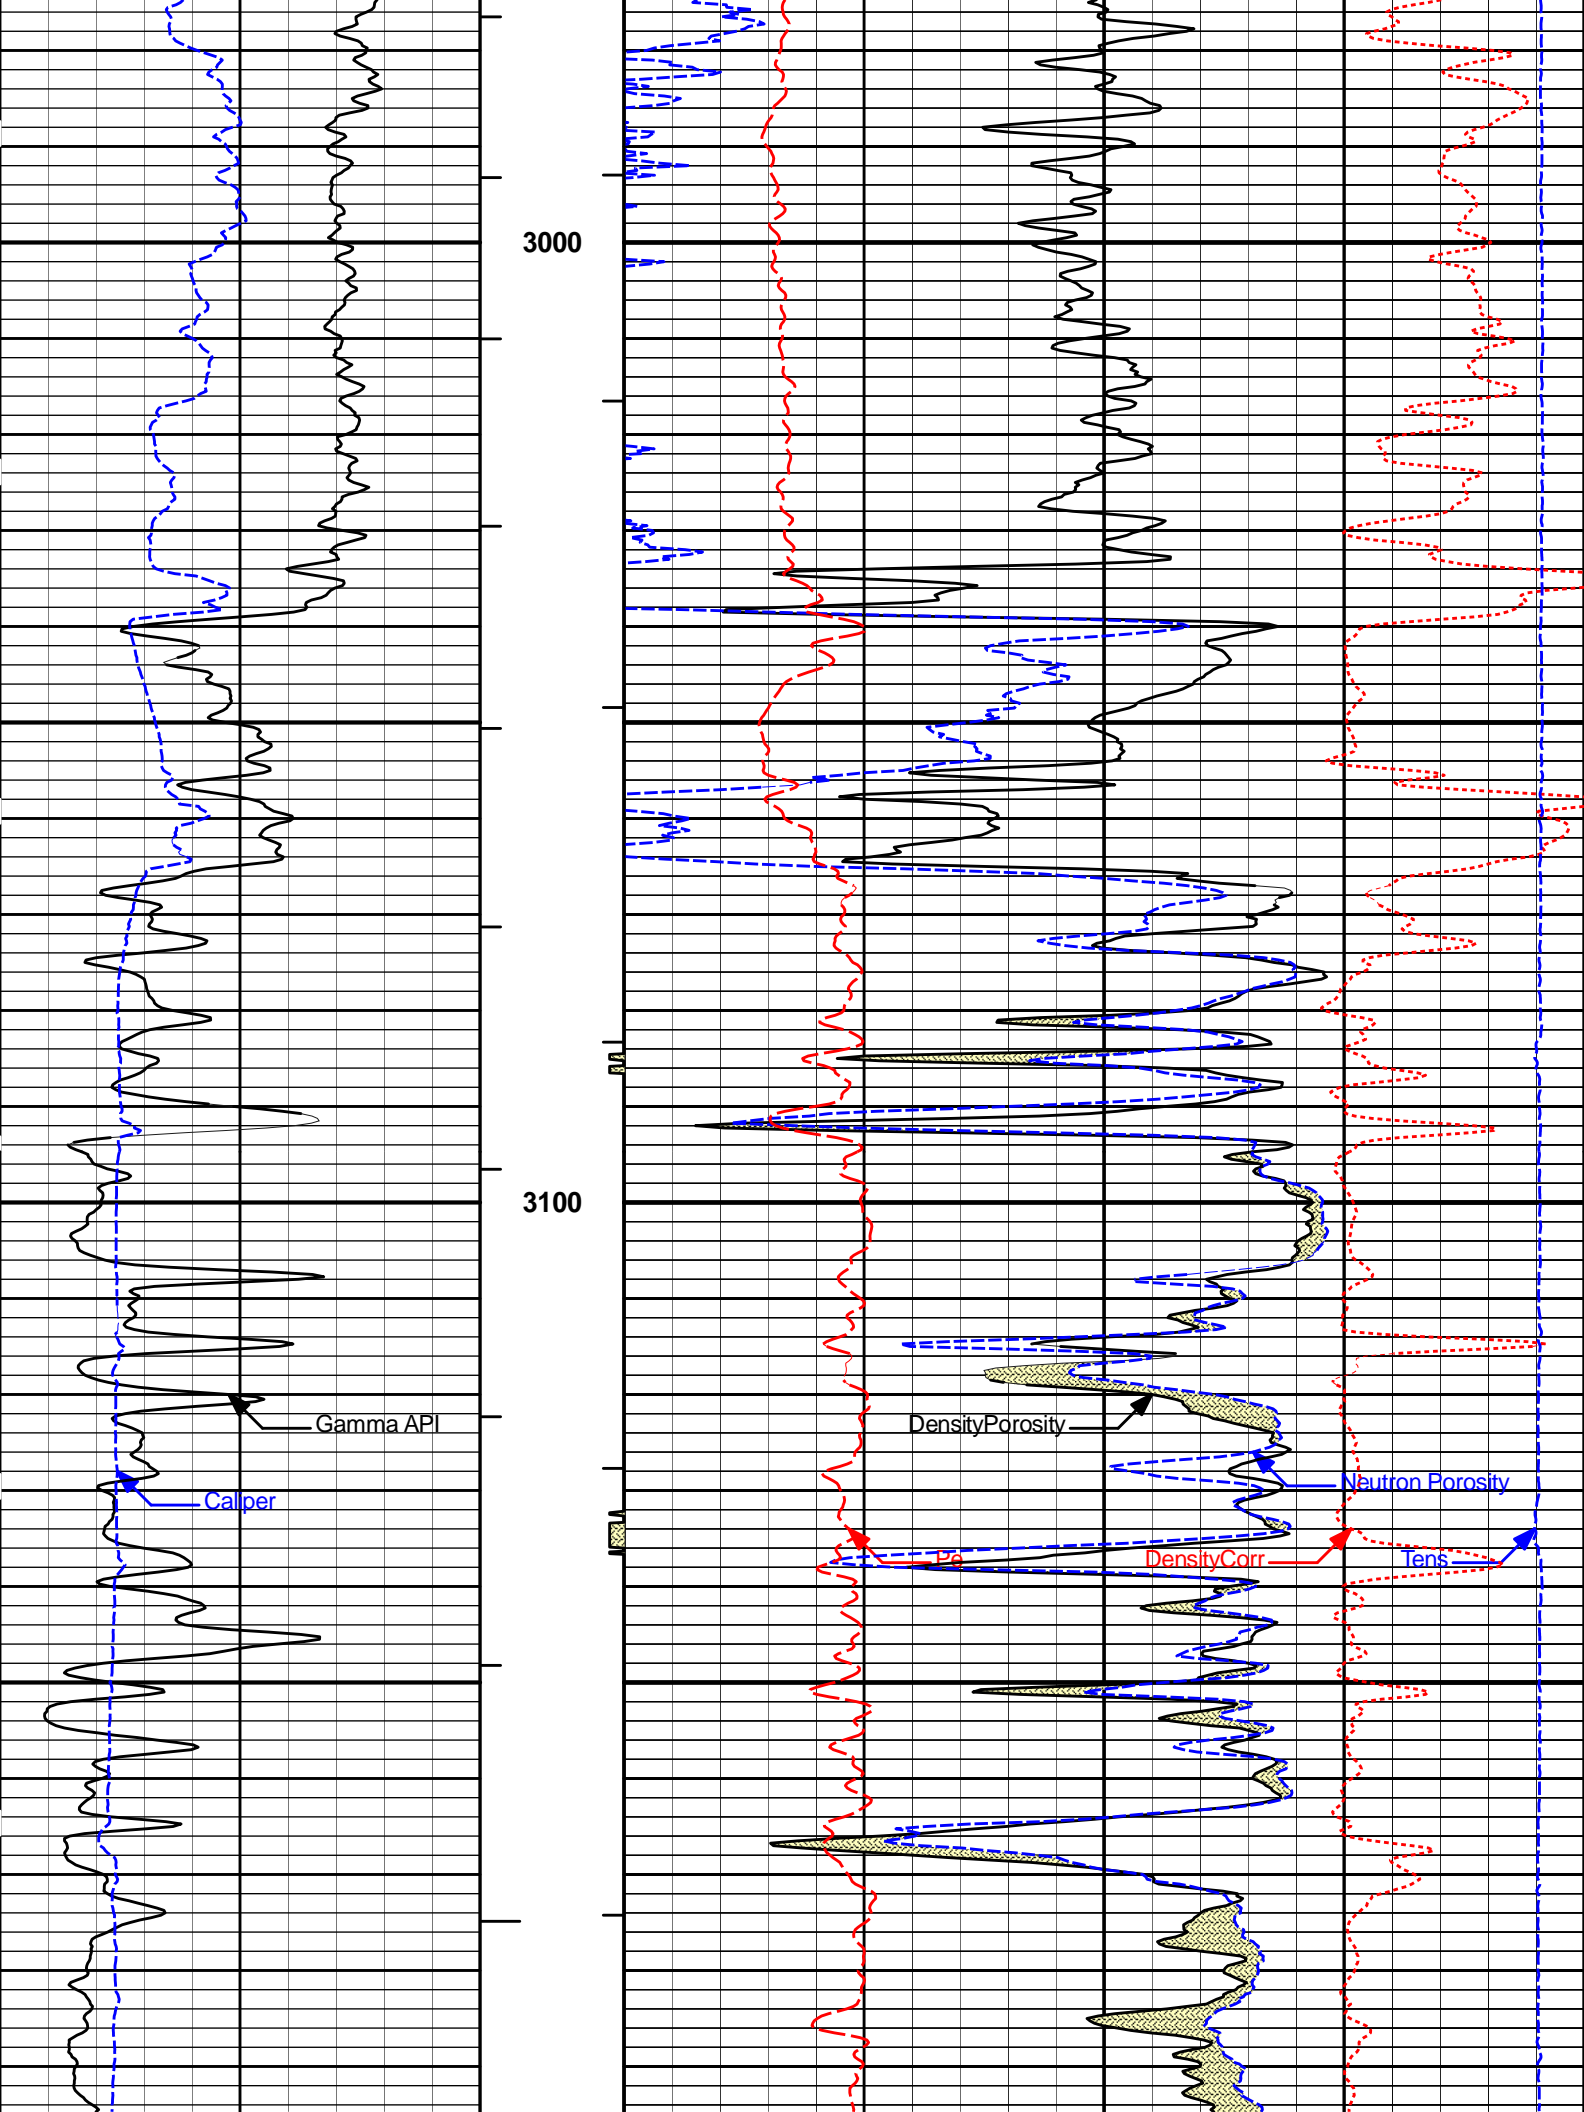 3000
3100
Gamma API
DensityPorosity
Neutron Porosity
Caliper
Pe
DensityCorr
Tens